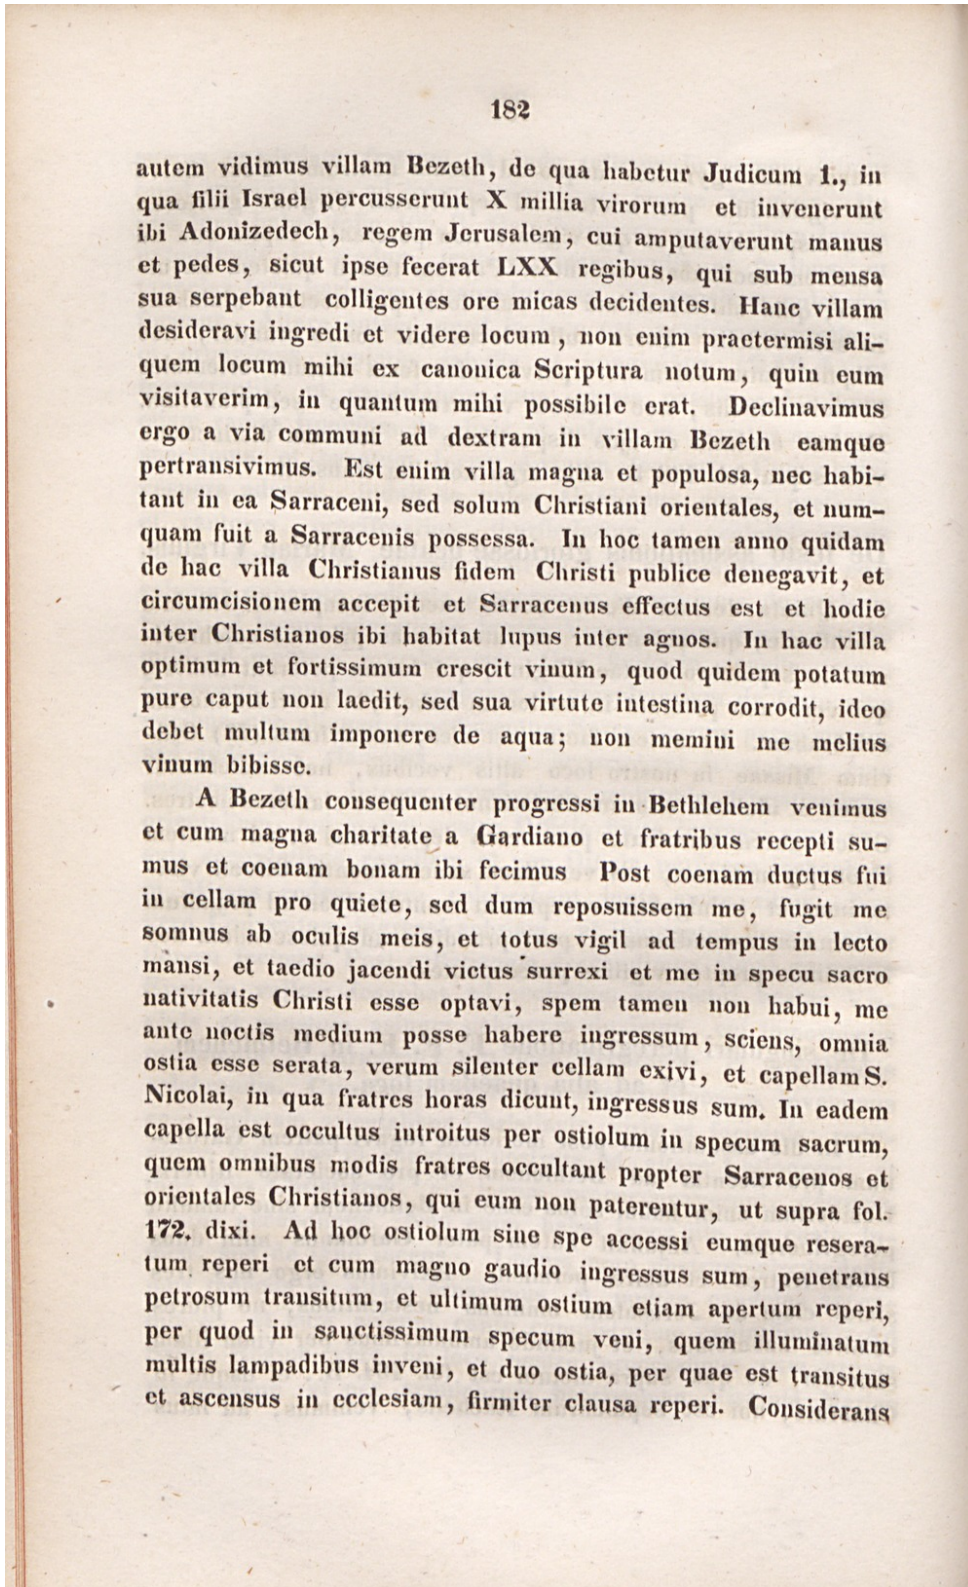 182
autem vidimus villam Bezeth, de qua habetur Judicum 1., in
qua filii Israel percusserunt X millia virorum et invenerunt
ibi Adonizedech, regem Jerusalem, cui amputaverunt manus
et pedes, sicut ipse fecerat LXX regibus, qui sub mensa
sua serpebant colligentes ore micas decidentes. Hanc villam
desideravi ingredi et videre locum, non enim praetermisi ali-
quem locum mihi ex canonica Scriptura notum, quin eum
visitaverim, in quantum mihi possibile erat. Declinavimus
ergo a via communi ad dextram in villam Bezeth eamque
pertransivimus. Est enim villa magna et populosa, nec habi-
tant in ea Sarraceni, sed solum Christiani orientales, et num-
quam fuit a Sarracenis possessa. In hoc tamen anno quidam
de hac villa Christianus fidem Christi publice denegavit, et
circumcisionem accepit et Sarracenus effectus est et hodie
inter Christianos ibi habitat lupus inter agnos. In hac villa
optimum et fortissimum crescit vinum, quod quidem potatum
pure caput non laedit, sed sua virtute intestina corrodit, ideo
debet multum imponere de aqua; non memini me melius
vinum bibisse.
A Bezeth consequenter progressi in Bethlehem venimus
et cum magna charitate a Gardiano et fratribus recepti su-
mus et coenam bonam ibi fecimus Post coenam ductus fui
in cellam pro quiete, sed dum reposuissem me, fugit me
somnus ab oculis meis, et totus vigil ad tempus in lecto
mansi, et taedio jacendi victus surrexi et me in specu sacro
nativitatis Christi esse optavi, spem tamen non habui, me
ante noctis medium posse habere ingressum, sciens, omnia
ostia esse serata, verum silenter cellam exivi, et capellam S.
Nicolai, in qua fratres horas dicunt, ingressus sum. In eadem
capella est occultus introitus per ostiolum in specum sacrum,
quem omnibus modis fratres occultant propter Sarracenos et
orientales Christianos, qui eum non paterentur, ut supra fol.
172. dixi. Ad hoc ostiolum sine spe accessi eumque resera-
tum reperi et cum magno gaudio ingressus sum, penetrans
petrosum transitum, et ultimum ostium etiam apertum reperi,
per quod in sanctissimum specum veni, quem illuminatum
multis lampadibus inveni, et duo ostia, per quae est transitus
et ascensus in ecclesiam, firmiter clausa reperi. Considerans